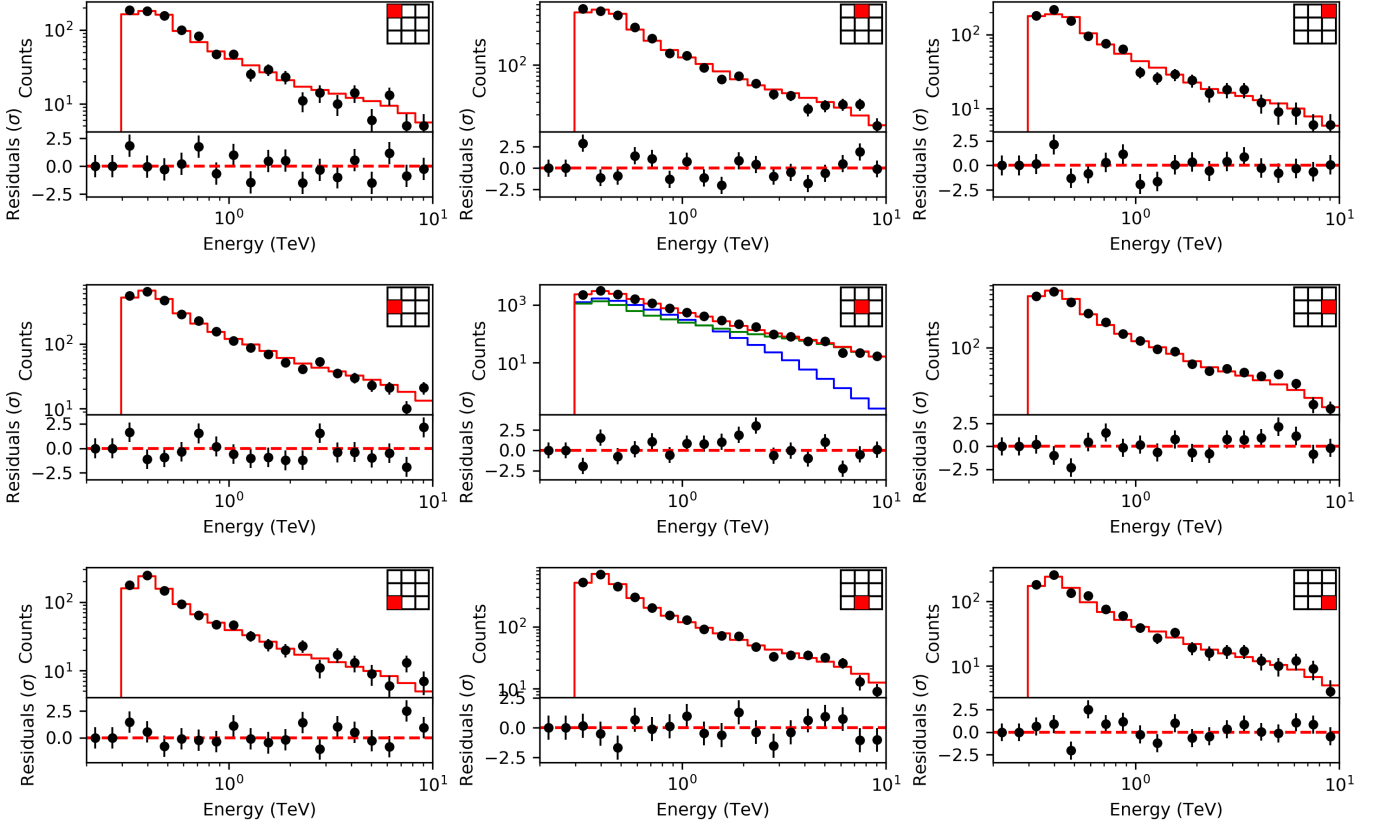 10² 10¹ Counts
2.5 0.0 −2.5 Residuals (σ)
10⁰ 10¹
Energy (TeV)
10² Counts
2.5 0.0 −2.5 Residuals (σ)
10⁰ 10¹
Energy (TeV)
10² 10¹ Counts
2.5 0.0 −2.5 Residuals (σ)
10⁰ 10¹
Energy (TeV)
10² 10¹ Counts
2.5 0.0 −2.5 Residuals (σ)
10⁰ 10¹
Energy (TeV)
10³ 10¹ Counts
2.5 0.0 −2.5 Residuals (σ)
10⁰ 10¹
Energy (TeV)
10² Counts
2.5 0.0 −2.5 Residuals (σ)
10⁰ 10¹
Energy (TeV)
10² 10¹ Counts
2.5 0.0 Residuals (σ)
10⁰ 10¹
Energy (TeV)
10² 10¹ Counts
2.5 0.0 −2.5 Residuals (σ)
10⁰ 10¹
Energy (TeV)
10² 10¹ Counts
2.5 0.0 −2.5 Residuals (σ)
10⁰ 10¹
Energy (TeV)